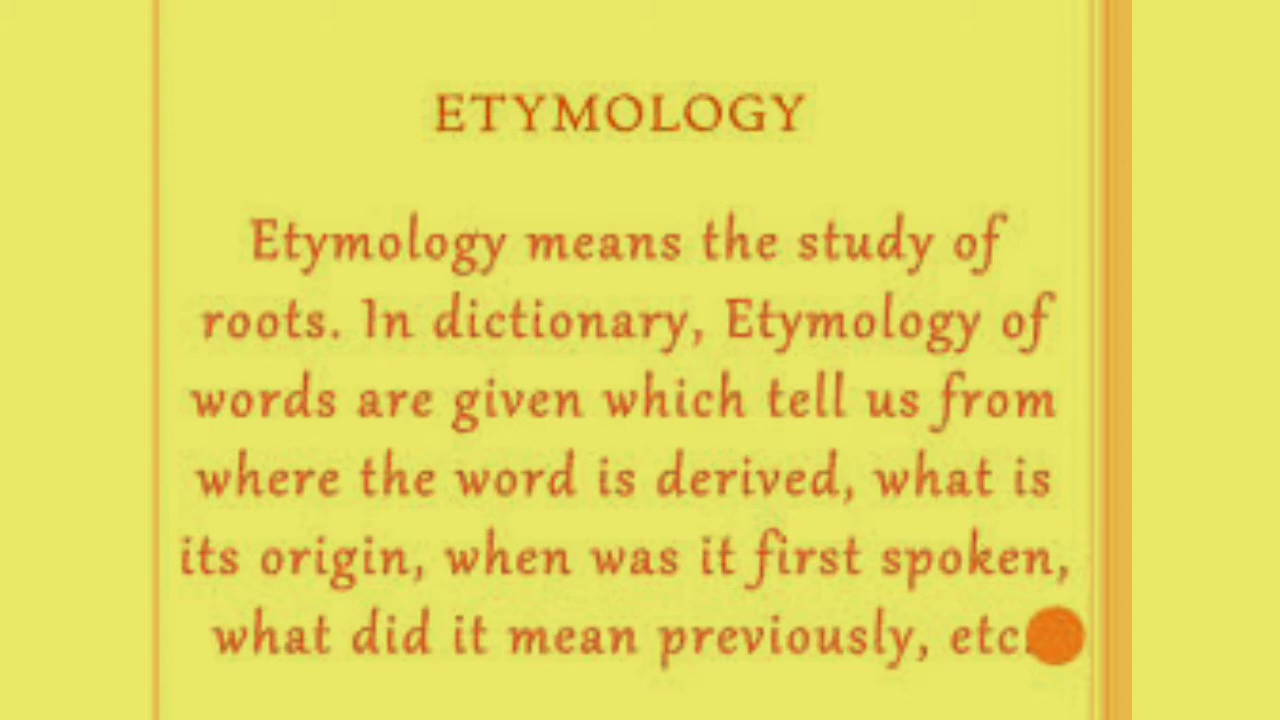 ETYMOLOGY
Etymology means the study of
roots. In dictionary, Etymology of
words are given which tell us from
where the word is derived, what is
its origin, when was it first spoken,
what did it mean previously, etc.